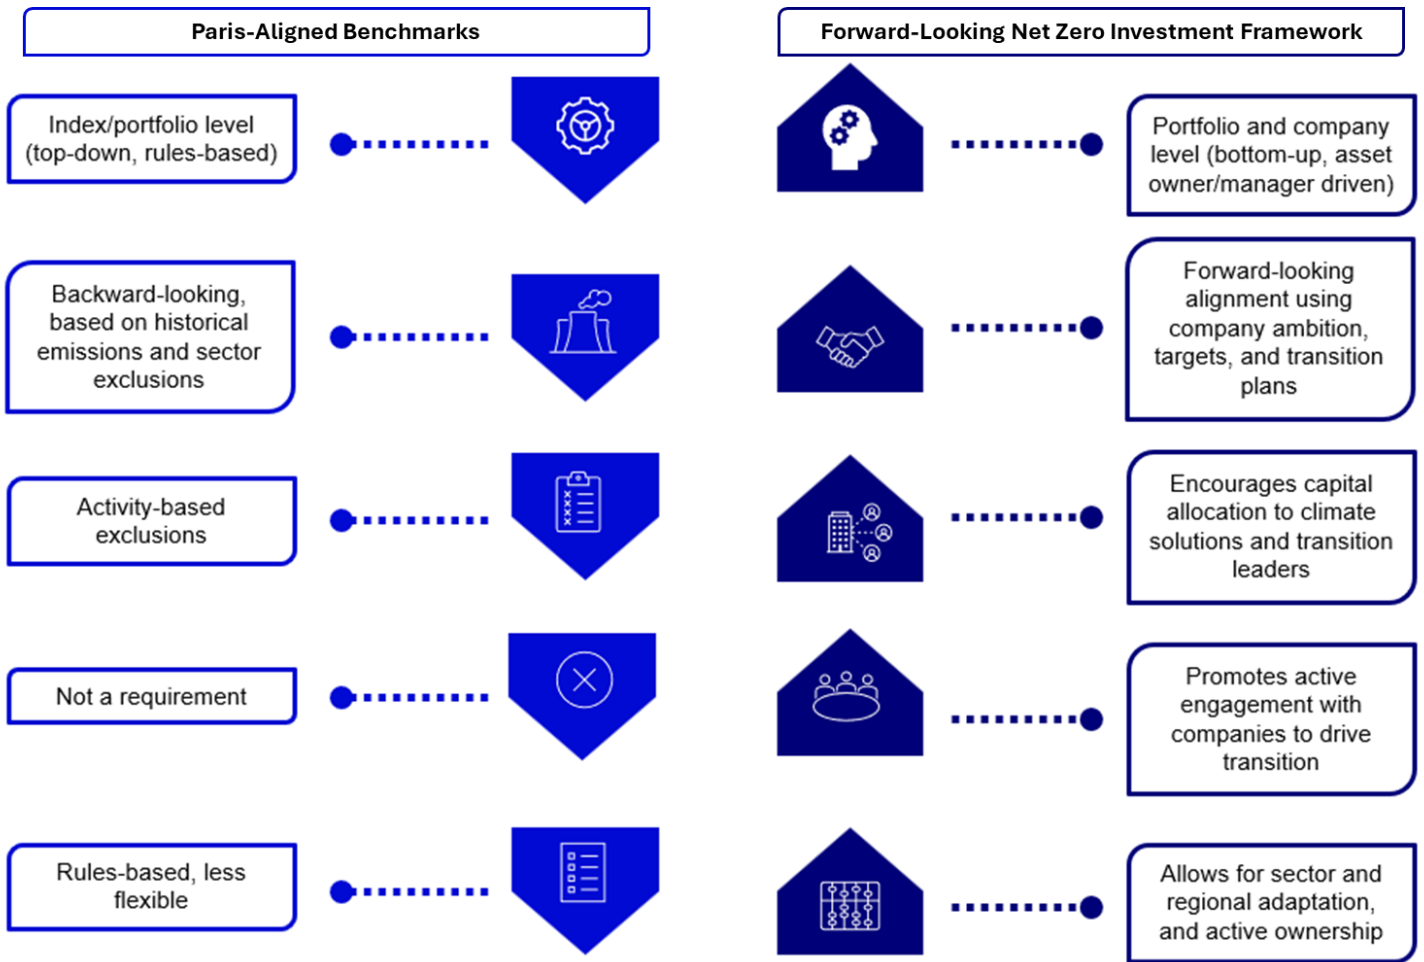 Paris-Aligned Benchmarks
Forward-Looking Net Zero Investment Framework
Index/portfolio level
(top-down, rules-based)
Portfolio and company
level (bottom-up, asset
owner/manager driven)
Backward-looking,
based on historical
emissions and sector
exclusions
Forward-looking
alignment using
company ambition,
targets, and transition
plans
Activity-based
exclusions
Encourages capital
allocation to climate
solutions and transition
leaders
Not a requirement
Promotes active
engagement with
companies to drive
transition
Rules-based, less
flexible
Allows for sector and
regional adaptation,
and active ownership